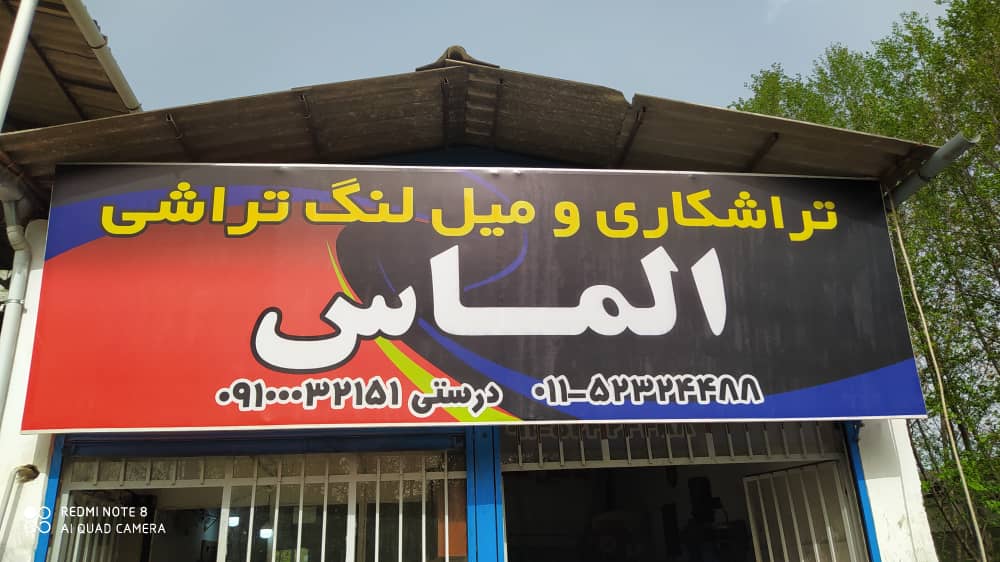 تراشکاری و میل لنگ تراشی
الماس
۰۱۱-۵۲۳۲۴۴۸۸ درستی ۰۹۱۰۰۰۳۲۱۵۱
REDMI NOTE 8
AI QUAD CAMERA